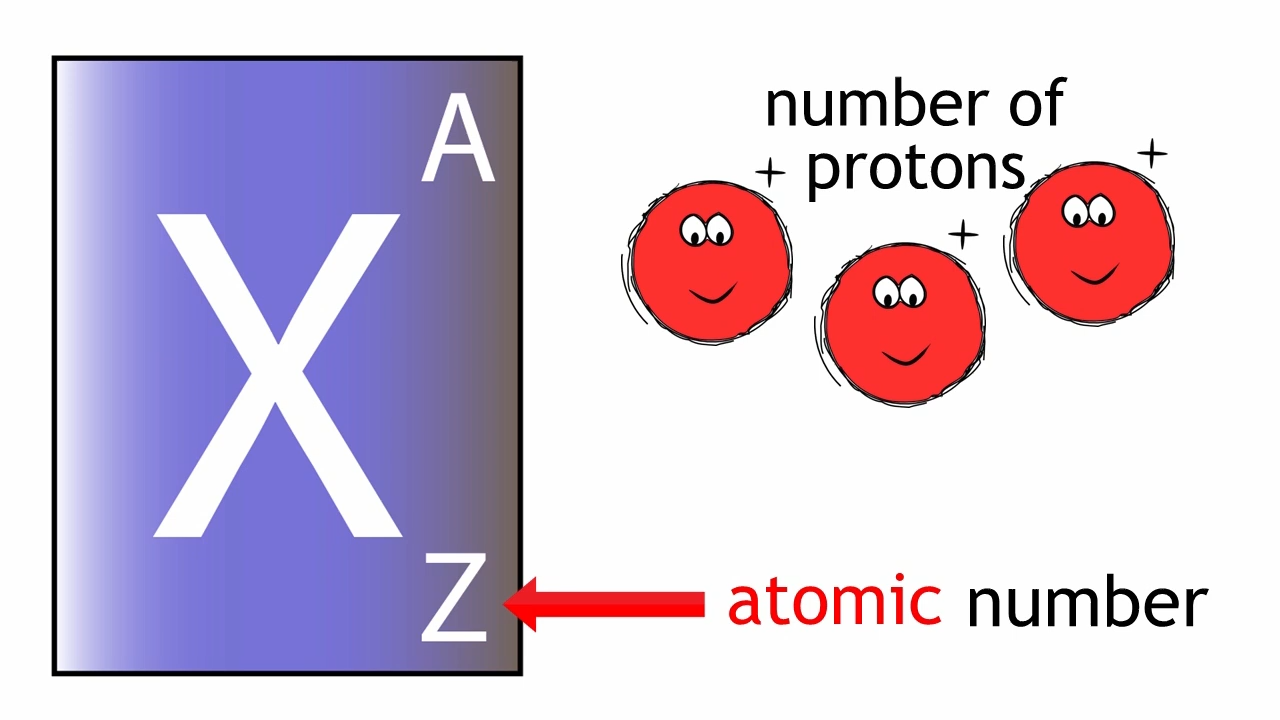 A
X
Z
number of
protons
+
+
+
atomic number